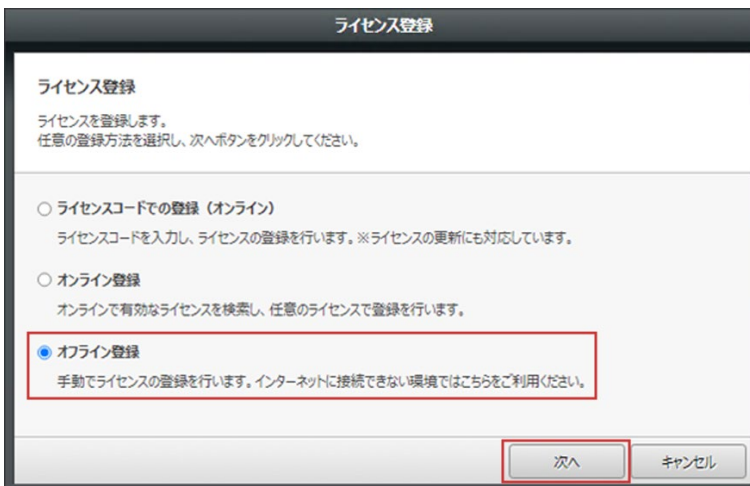 ライセンス登録
ライセンス登録
ライセンスを登録します。
任意の登録方法を選択し、次へボタンをクリックしてください。
ライセンスコードでの登録（オンライン）
ライセンスコードを入力し、ライセンスの登録を行います。※ライセンスの更新にも対応しています。
オンライン登録
オンラインで有効なライセンスを検索し、任意のライセンスで登録を行います。
オフライン登録
手動でライセンスの登録を行います。インターネットに接続できない環境ではこちらをご利用ください。
次へ
キャンセル